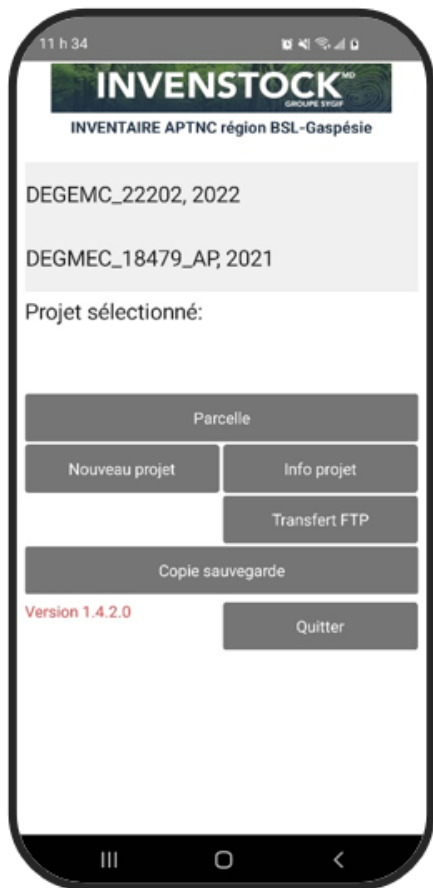 11 h 34
INVENSTOCK MD
GROUPE SYGIF
INVENTAIRE APTNC région BSL-Gaspésie
DEGEMC_22202, 2022
DEGMEC_18479_AP, 2021
Projet sélectionné:
Parcelle
Nouveau projet
Info projet
Transfert FTP
Copie sauvegarde
Version 1.4.2.0
Quitter